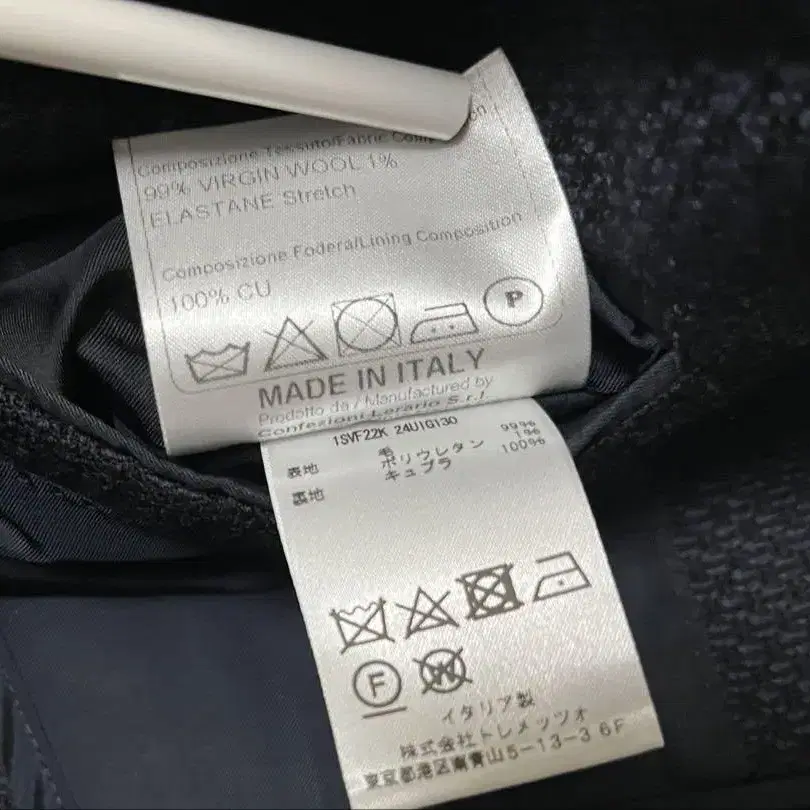 Composizione Tessuto/Fabric
99% VIRGIN WOOL 1%
ELASTANE Stretch
Composizione Fodera/Lining Composition
100% CU
P
MADE IN ITALY
Prodotto da / Manufactured by
Confezioni Lerario S.r.l
1SVF22K 24UIG130
表地 毛 99%
ポリウレタン 1%
裏地 キュプラ 100%
F W
イタリア製
株式会社トレメッツォ
東京都港区南青山5-13-3 6F